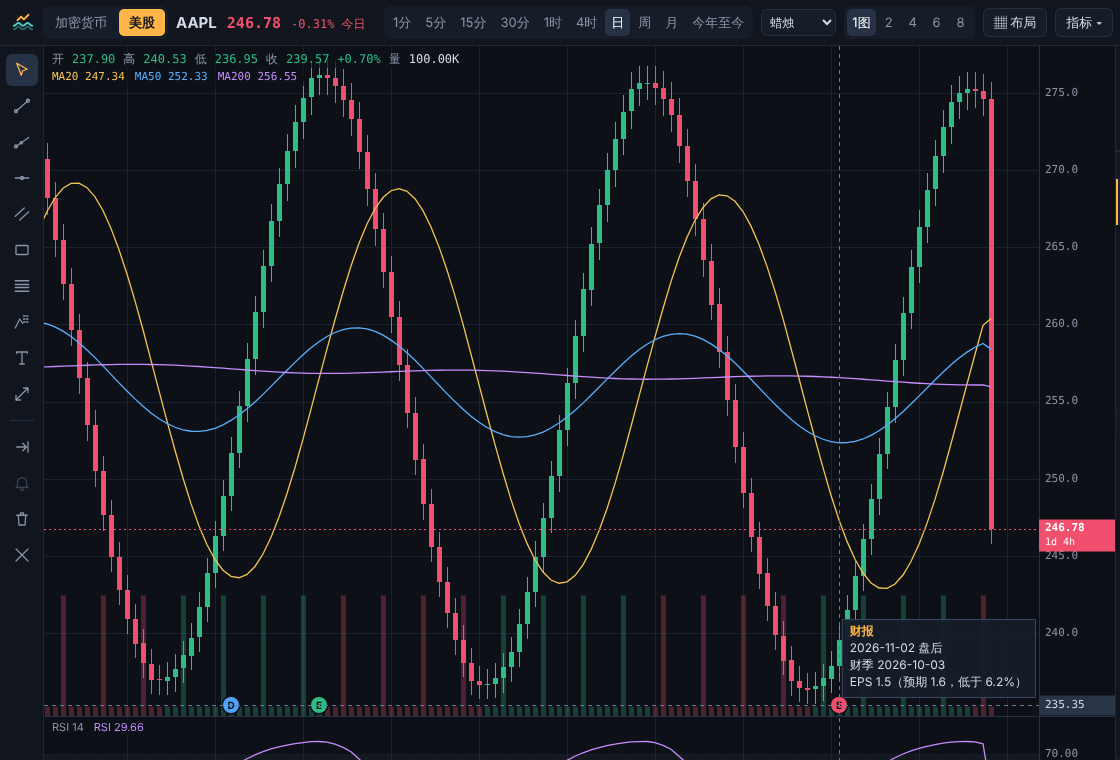 加密货币 美股 AAPL 246.78 -0.31% 今日 1分 5分 15分 30分 1时 4时 日 周 月 今年至今 蜡烛 1图 2 4 6 8 布局 指标
开 237.90 高 240.53 低 236.95 收 239.57 +0.70% 量 100.00K
MA20 247.34 MA50 252.33 MA200 256.55
275.0
270.0
265.0
260.0
255.0
250.0
246.78
1d 4h
245.0
240.0
财报
2026-11-02 盘后
财季 2026-10-03
EPS 1.5（预期 1.6，低于 6.2%）
D E E 235.35
RSI 14 RSI 29.66
70.00